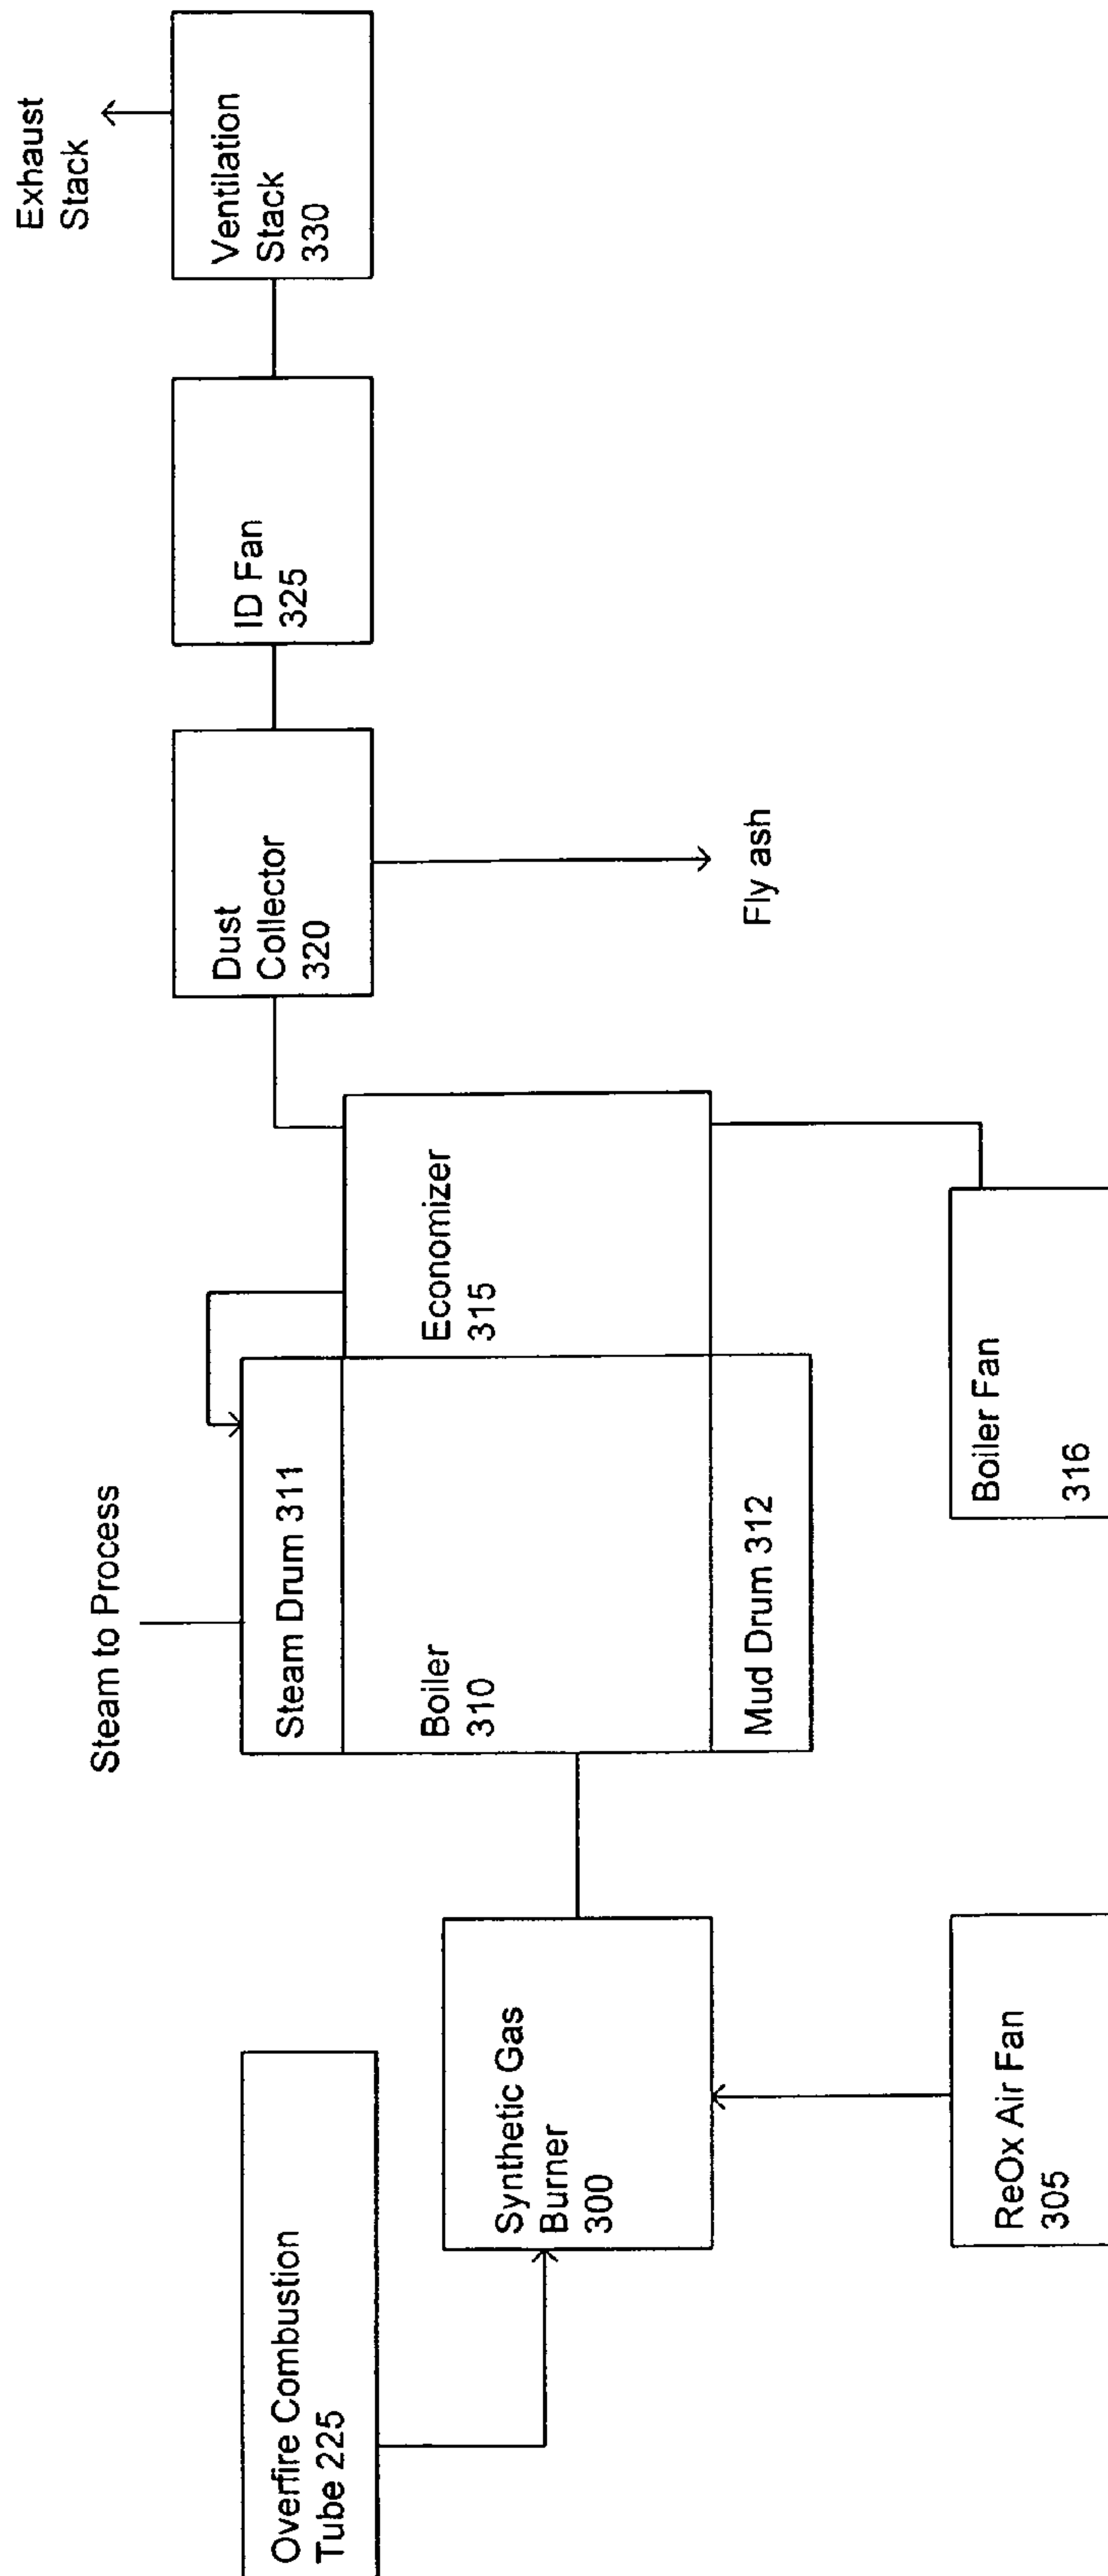 Exhaust
Stack
Ventilation
Stack
330
ID Fan
325
Dust
Collector
320
Fly ash
Economizer
315
Steam to Process
Steam Drum 311
Boiler
310
Mud Drum 312
Boiler Fan
316
Synthetic Gas
Burner
300
Overfire Combustion
Tube 225
ReOx Air Fan
305